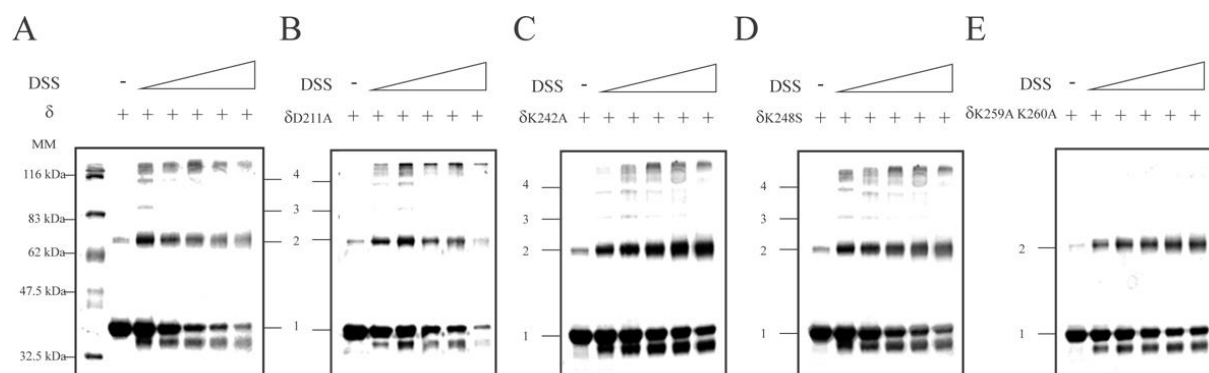 A B C D E
DSS - DSS - DSS - DSS - DSS -
δ + + + + + + δD211A + + + + + + δK242A + + + + + + δK248S + + + + + + δK259A K260A + + + + + +
MM
116 kDa
83 kDa
62 kDa
47.5 kDa
32.5 kDa
4
3
2
1
4
3
2
1
4
3
2
1
2
1